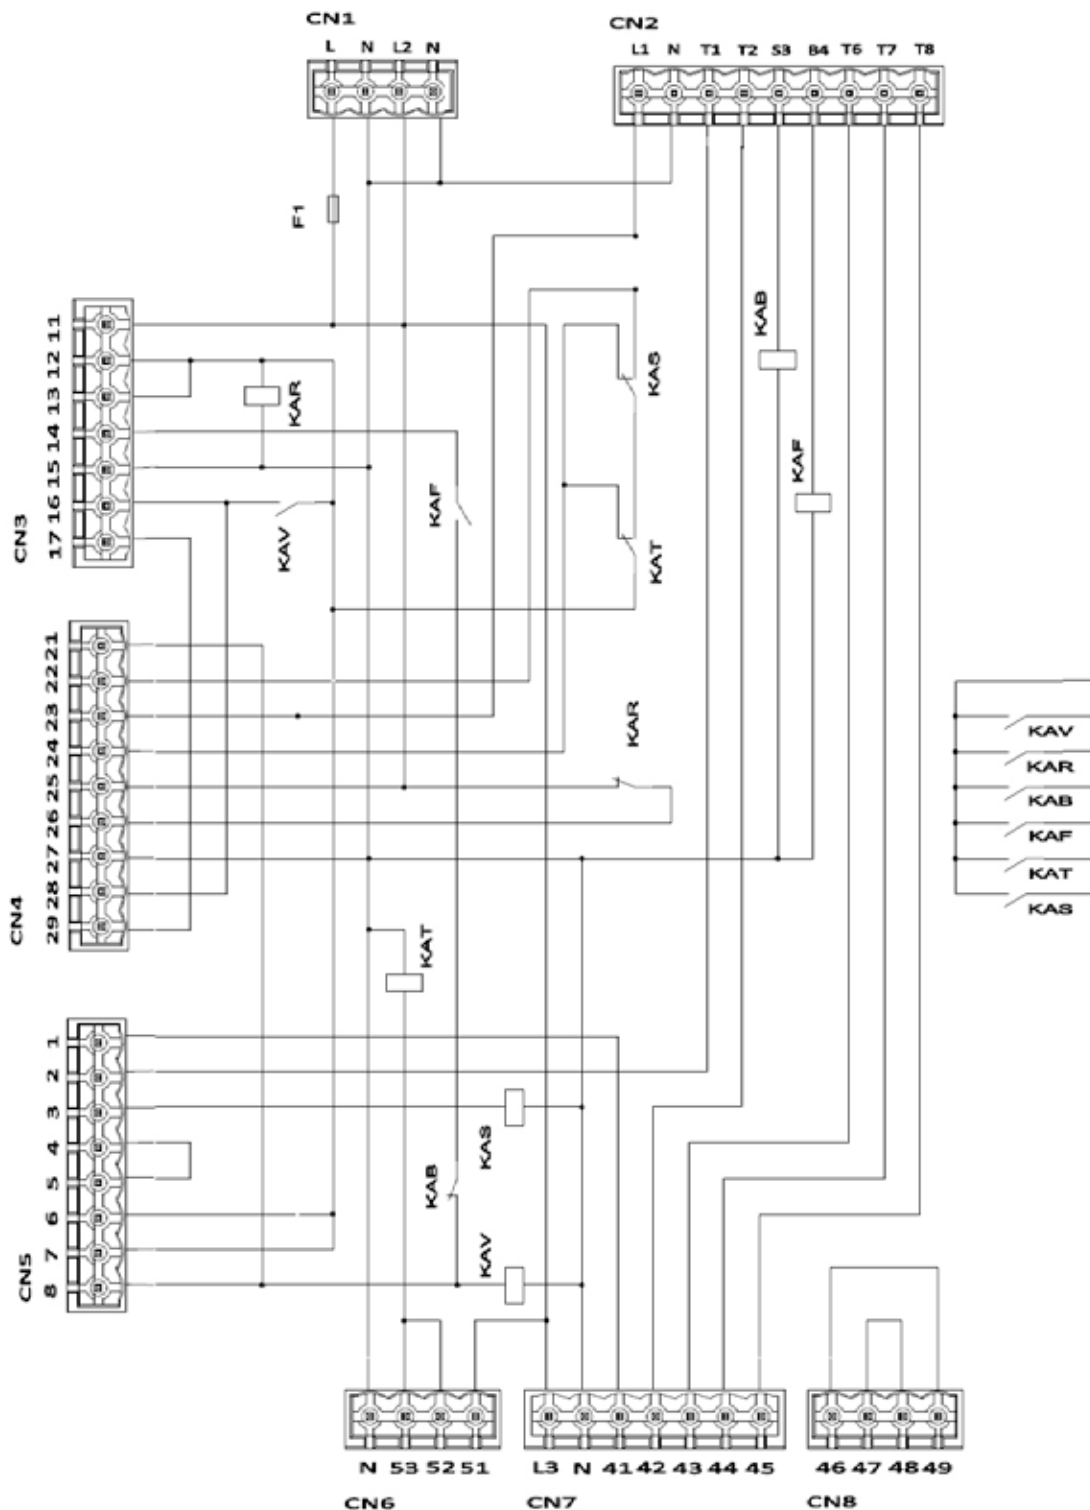 CN1
L N L2 N
CN2
L1 N T1 T2 S3 B4 T6 T7 T8
F1
CN3
11
12
13
14
15
16
17
KAR
KAV
KAF
KAS
KAT
KAB
KAF
CN4
21
22
23
24
25
26
27
28
29
KAR
KAT
KAV
KAR
KAB
KAF
KAT
KAS
CN5
1
2
3
4
5
6
7
8
KAS
KAB
KAV
N 53 52 51
CN6
L3 N 41 42 43 44 45
CN7
46 47 48 49
CN8